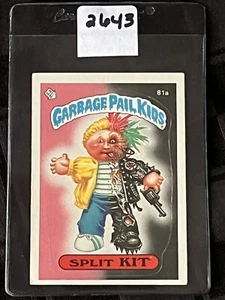 2643
81a
GARBAGE PAIL KIDS
SPLIT KIT